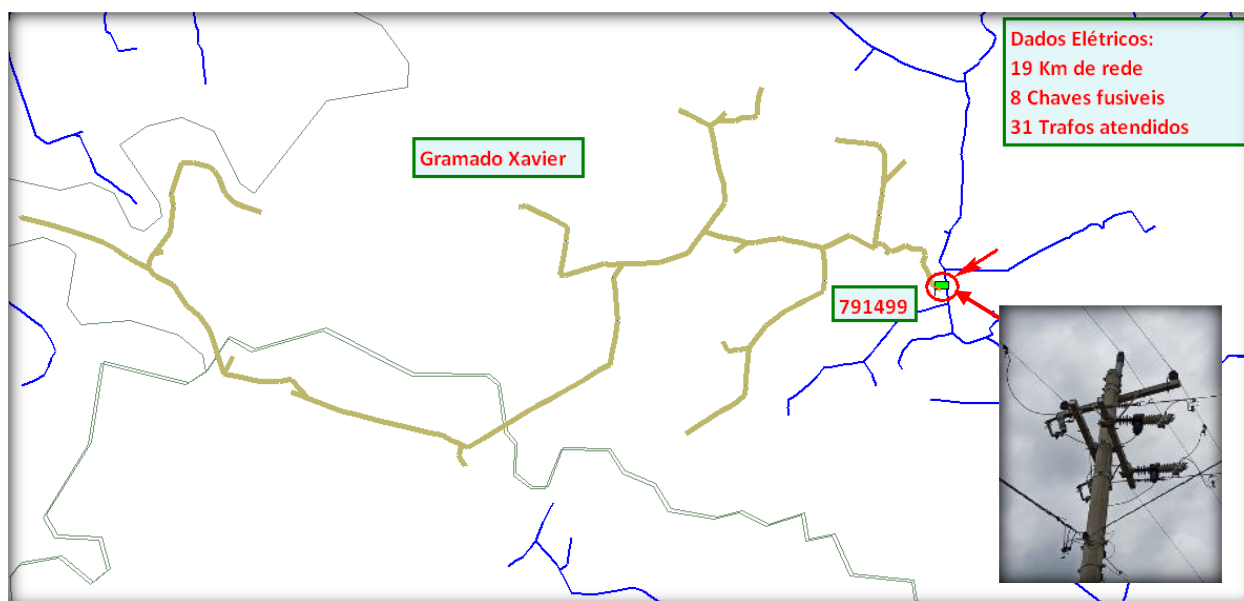 Dados Elétricos:
19 Km de rede
8 Chaves fusiveis
31 Trafos atendidos
Gramado Xavier
791499